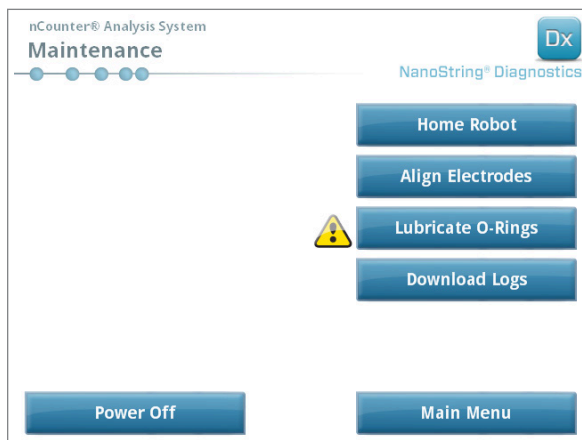 nCounter® Analysis System
Maintenance
Dx
NanoString® Diagnostics
Home Robot
Align Electrodes
Lubricate O-Rings
Download Logs
Power Off
Main Menu